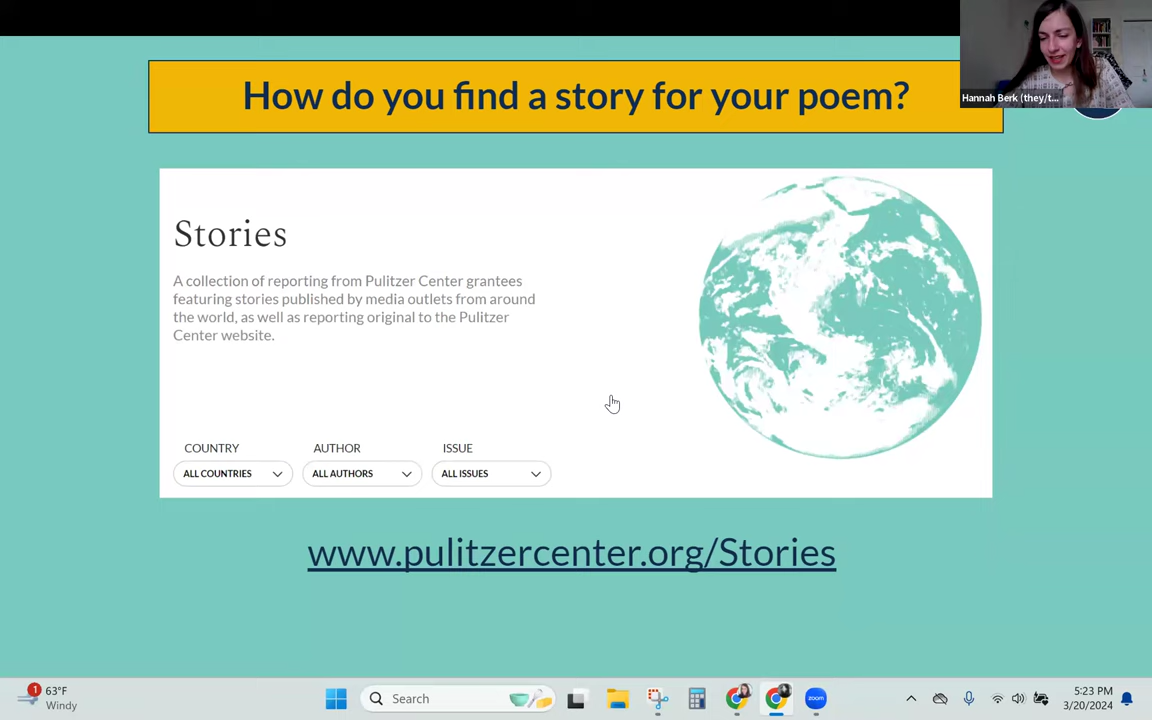 How do you find a story for your poem?
Hannah Berk (they/t...
Stories
A collection of reporting from Pulitzer Center grantees
featuring stories published by media outlets from around
the world, as well as reporting original to the Pulitzer
Center website.
COUNTRY AUTHOR ISSUE
ALL COUNTRIES ALL AUTHORS ALL ISSUES
www.pulitzercenter.org/Stories
1
63°F
Windy
Search
zoom
5:23 PM
3/20/2024